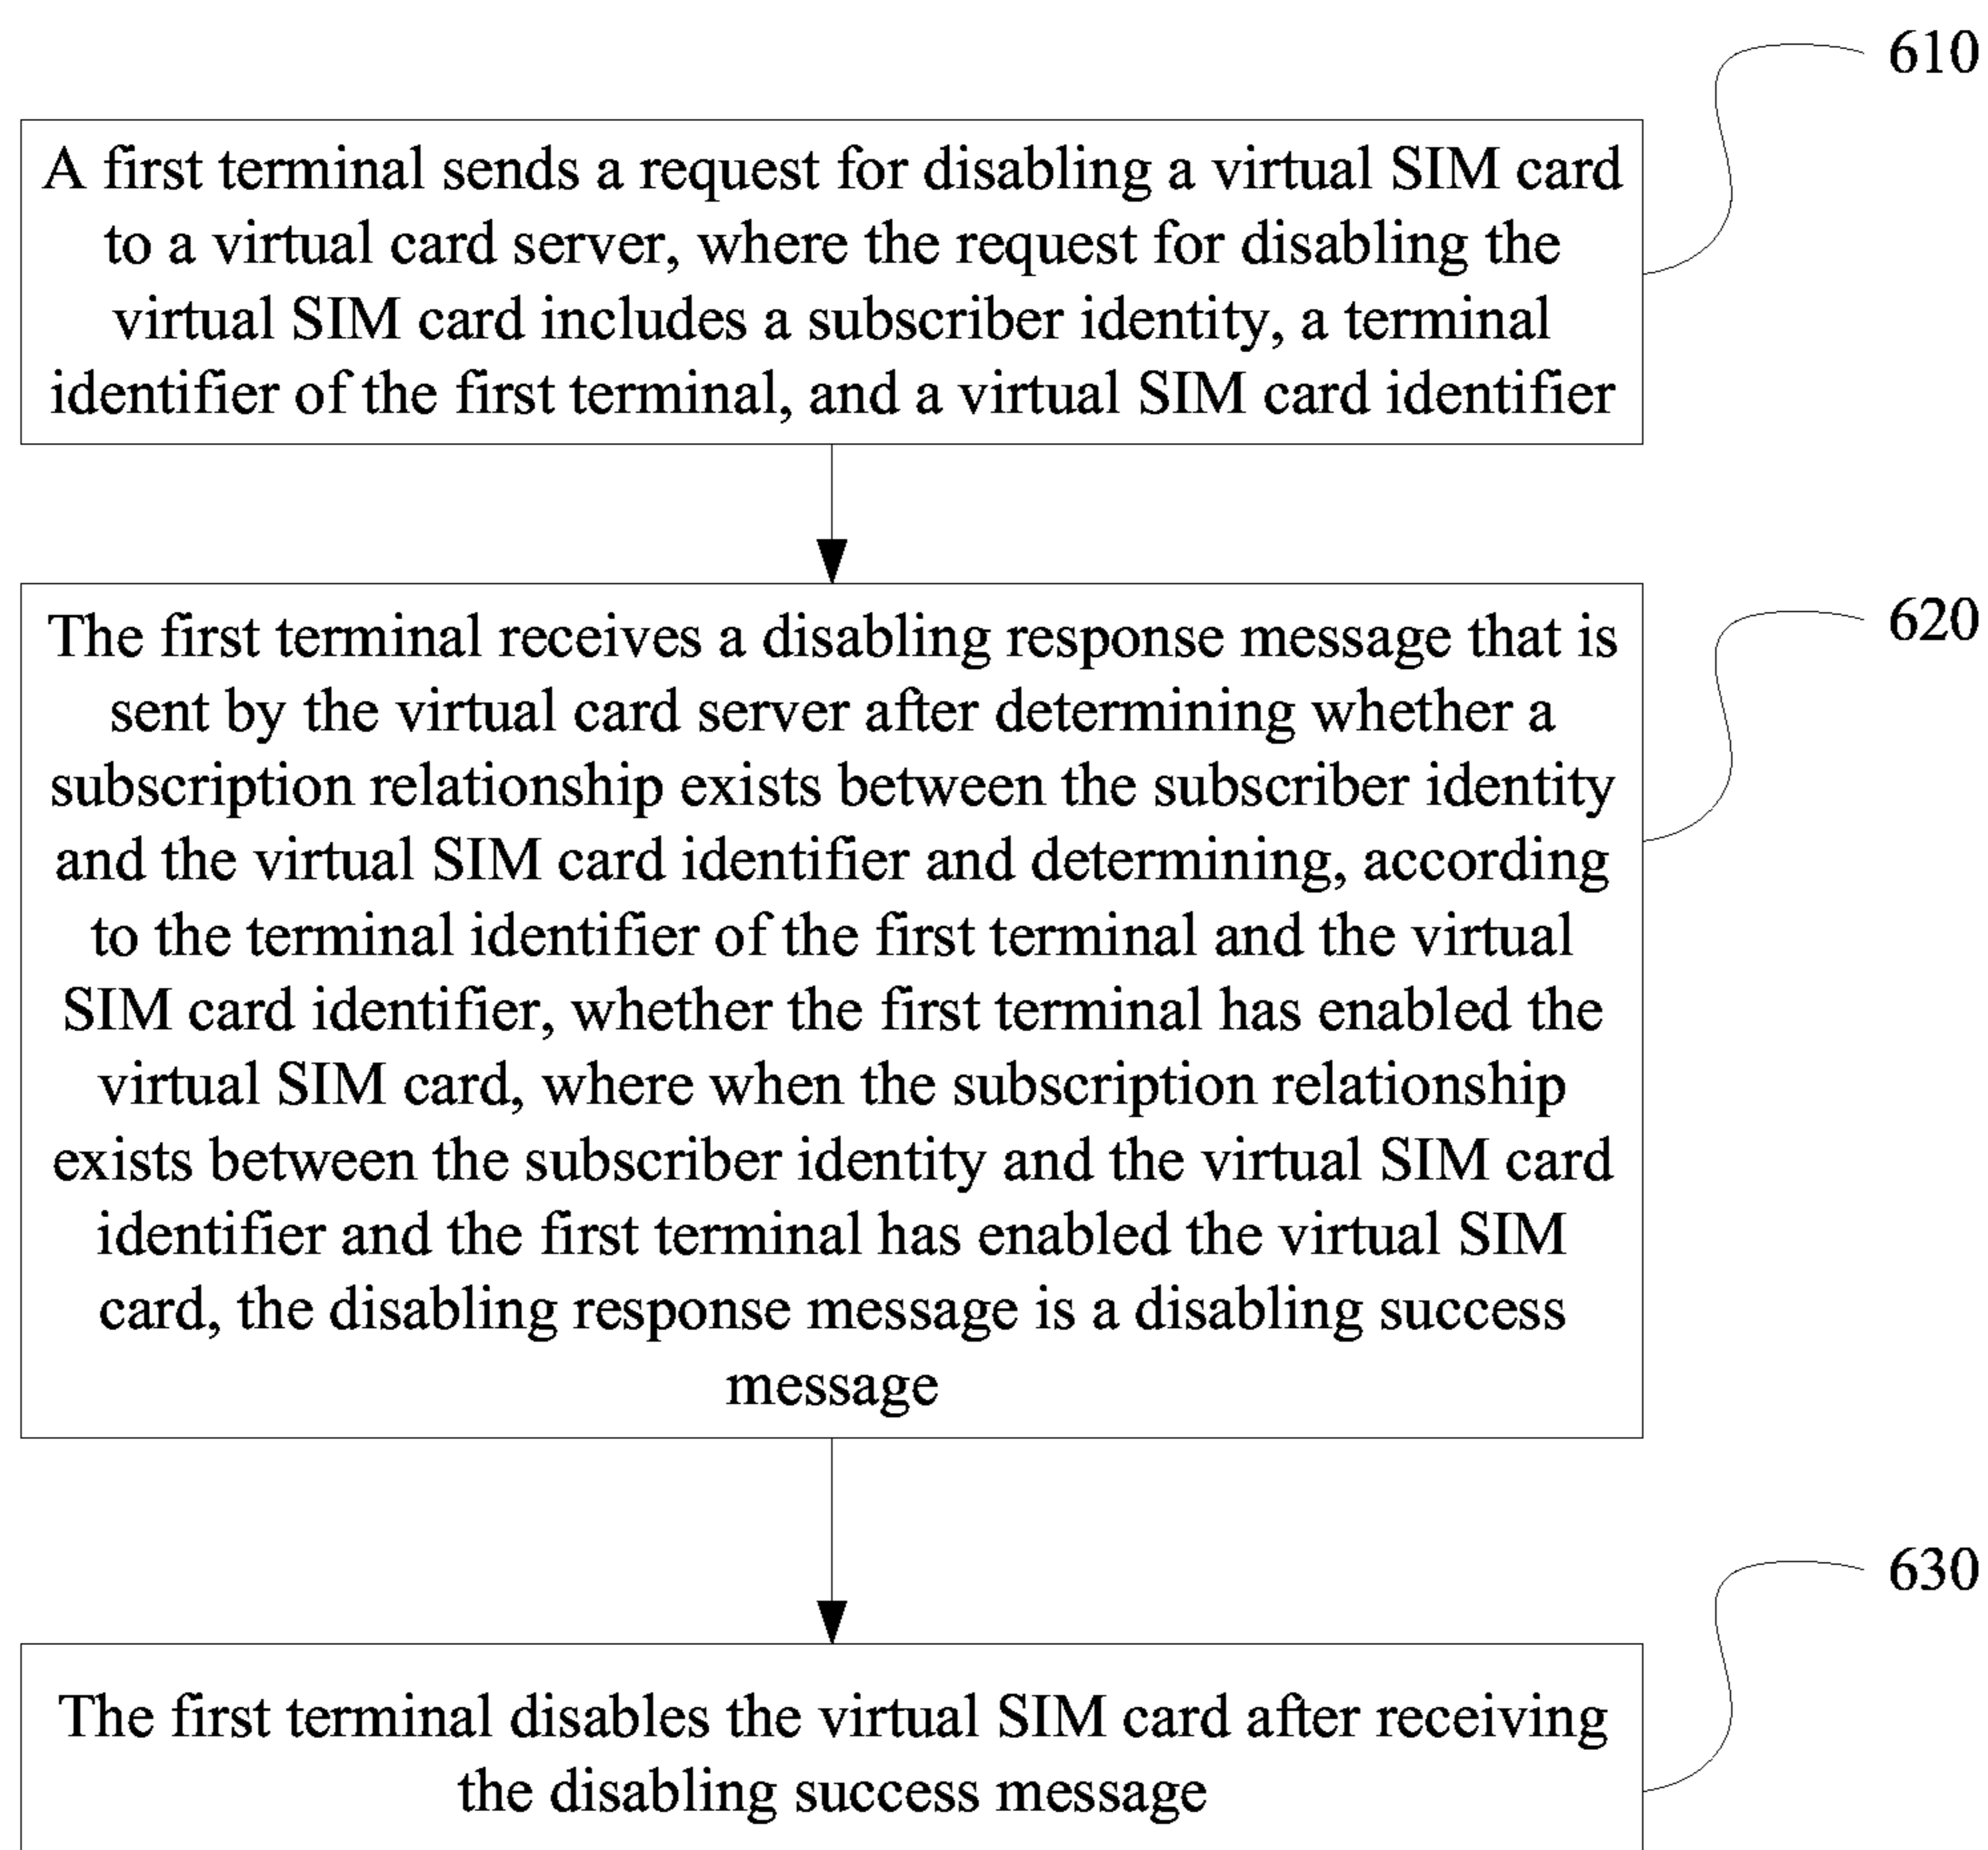 610
A first terminal sends a request for disabling a virtual SIM card
to a virtual card server, where the request for disabling the
virtual SIM card includes a subscriber identity, a terminal
identifier of the first terminal, and a virtual SIM card identifier
620
The first terminal receives a disabling response message that is
sent by the virtual card server after determining whether a
subscription relationship exists between the subscriber identity
and the virtual SIM card identifier and determining, according
to the terminal identifier of the first terminal and the virtual
SIM card identifier, whether the first terminal has enabled the
virtual SIM card, where when the subscription relationship
exists between the subscriber identity and the virtual SIM card
identifier and the first terminal has enabled the virtual SIM
card, the disabling response message is a disabling success
message
630
The first terminal disables the virtual SIM card after receiving
the disabling success message